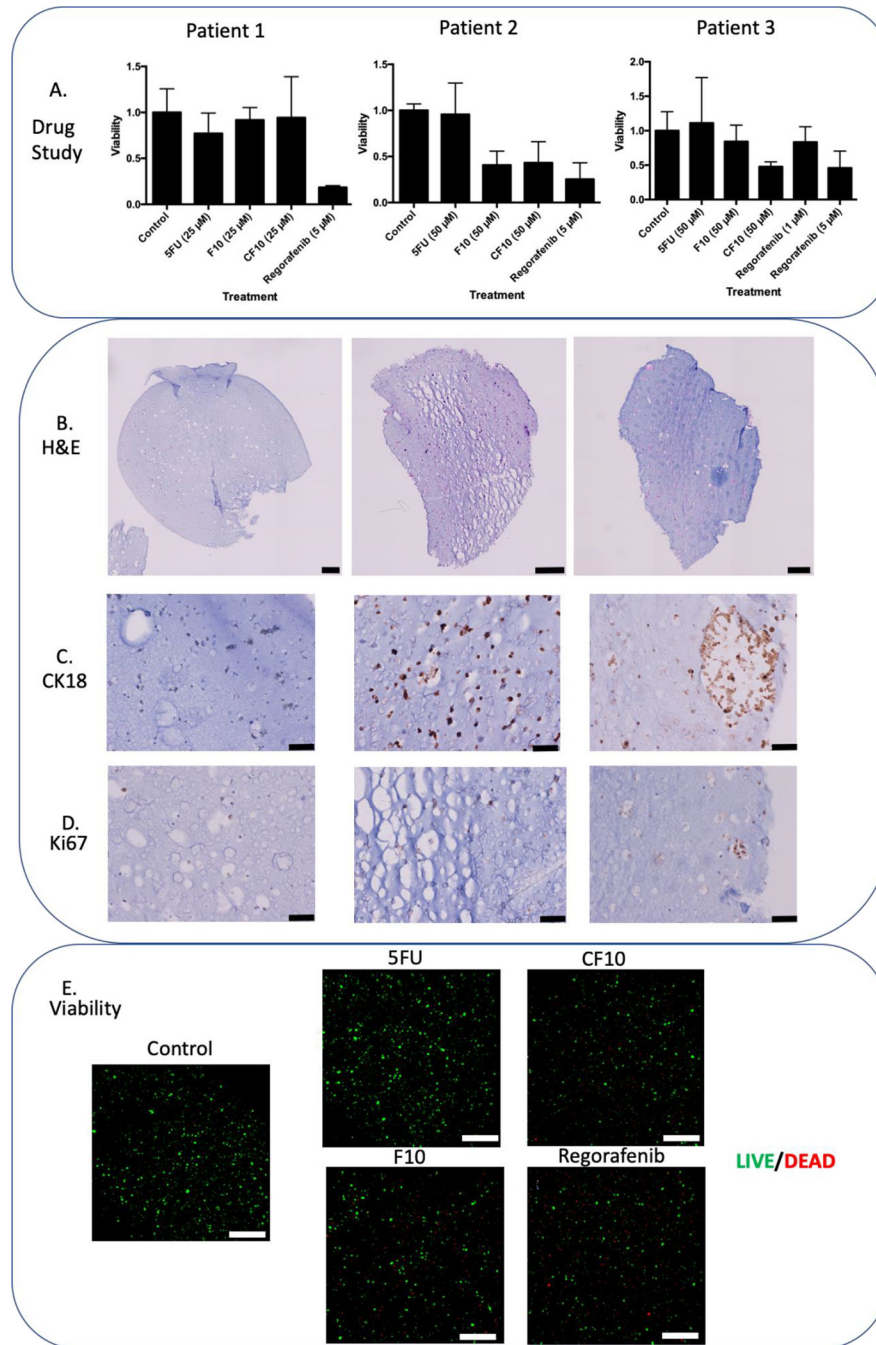 Patient 1
Patient 2
Patient 3
A.
Drug
Study
Viability
1.5
1.0
0.5
0.0
Control
5FU (25 µM)
F10 (25 µM)
CF10 (25 µM)
Regorafenib (5 µM)
Treatment
Viability
1.5
1.0
0.5
0.0
Control
5FU (50 µM)
F10 (50 µM)
CF10 (50 µM)
Regorafenib (5 µM)
Treatment
Viability
2.0
1.5
1.0
0.5
0.0
Control
5FU (50 µM)
F10 (50 µM)
CF10 (50 µM)
Regorafenib (1 µM)
Regorafenib (5 µM)
Treatment
B.
H&E
C.
CK18
D.
Ki67
E.
Viability
Control
5FU
CF10
F10
Regorafenib
LIVE/DEAD